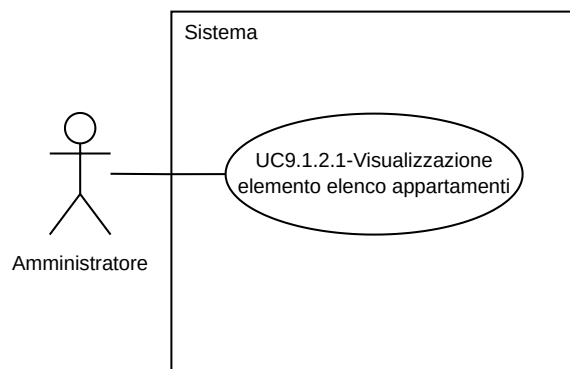 Sistema
UC9.1.2.1-Visualizzazione
elemento elenco appartamenti
Amministratore